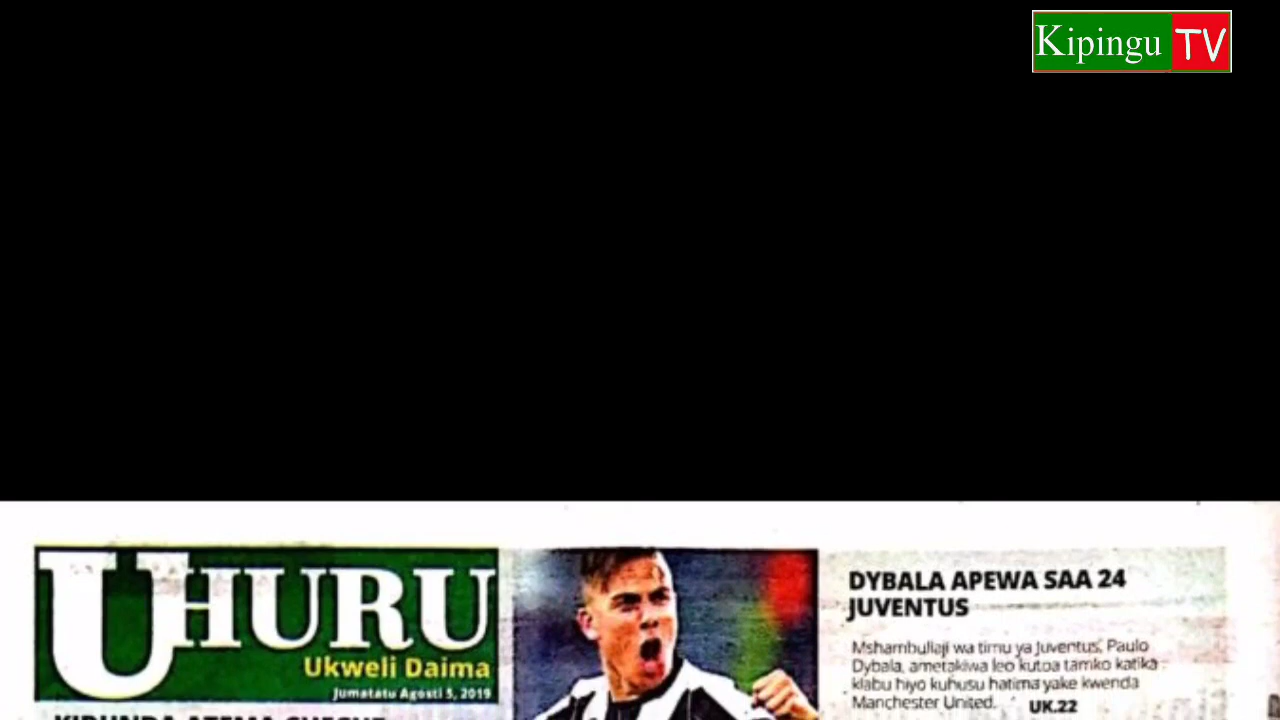 Kipingu TV
UHURU
Ukweli Daima
Jumatatu Agosti 5, 2019
DYBALA APEWA SAA 24
JUVENTUS
Mshambuliaji wa timu ya Juventus, Paulo
Dybala, ametakiwa leo kutoa tamko katika
klabu hiyo kuhusu hatima yake kwenda
Manchester United. UK.22